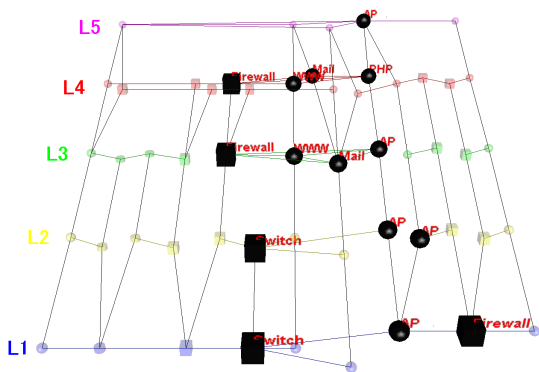 L5
AP
L4
Firewall
WWW
Mail
PHP
L3
Firewall
WWW
Mail
AP
L2
Switch
AP
AP
L1
Switch
AP
Firewall